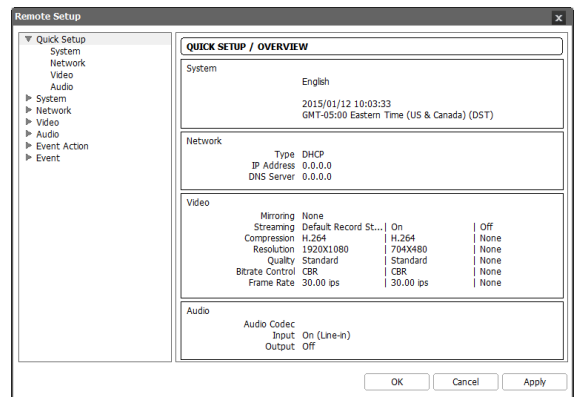 Remote Setup
x
Quick Setup
System
Network
Video
Audio
System
Network
Video
Audio
Event Action
Event
QUICK SETUP / OVERVIEW
System
English
2015/01/12 10:03:33
GMT-05:00 Eastern Time (US & Canada) (DST)
Network
Type DHCP
IP Address 0.0.0.0
DNS Server 0.0.0.0
Video
Mirroring None
Streaming Default Record St...| On | Off
Compression H.264 | H.264 | None
Resolution 1920X1080 | 704X480 | None
Quality Standard | Standard | None
Bitrate Control CBR | CBR | None
Frame Rate 30.00 ips | 30.00 ips | None
Audio
Audio Codec
Input On (Line-in)
Output Off
OK Cancel Apply